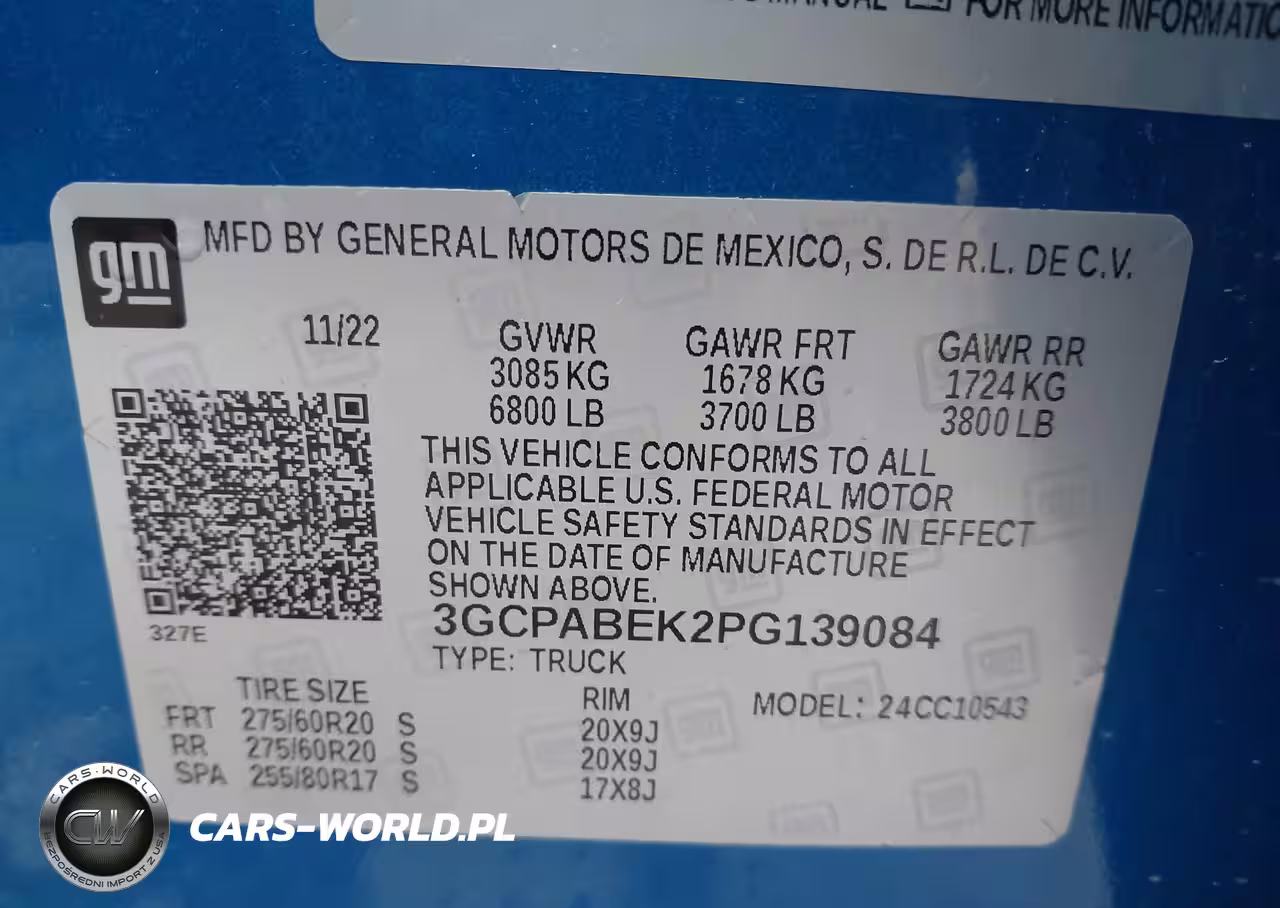 MANUAL FOR MORE INFORMATIO
gm MFD BY GENERAL MOTORS DE MEXICO, S. DE R.L. DE C.V.
11/22 GVWR GAWR FRT GAWR RR
3085 KG 1678 KG 1724 KG
6800 LB 3700 LB 3800 LB
THIS VEHICLE CONFORMS TO ALL
APPLICABLE U.S. FEDERAL MOTOR
VEHICLE SAFETY STANDARDS IN EFFECT
ON THE DATE OF MANUFACTURE
SHOWN ABOVE.
327E
3GCPABEK2PG139084
TYPE: TRUCK
TIRE SIZE RIM MODEL: 24CC10543
FRT 275/60R20 S 20X9J
RR 275/60R20 S 20X9J
SPA 255/80R17 S 17X8J
CARS-WORLD
CW
BEZPOŚREDNI IMPORT Z USA
CARS-WORLD.PL